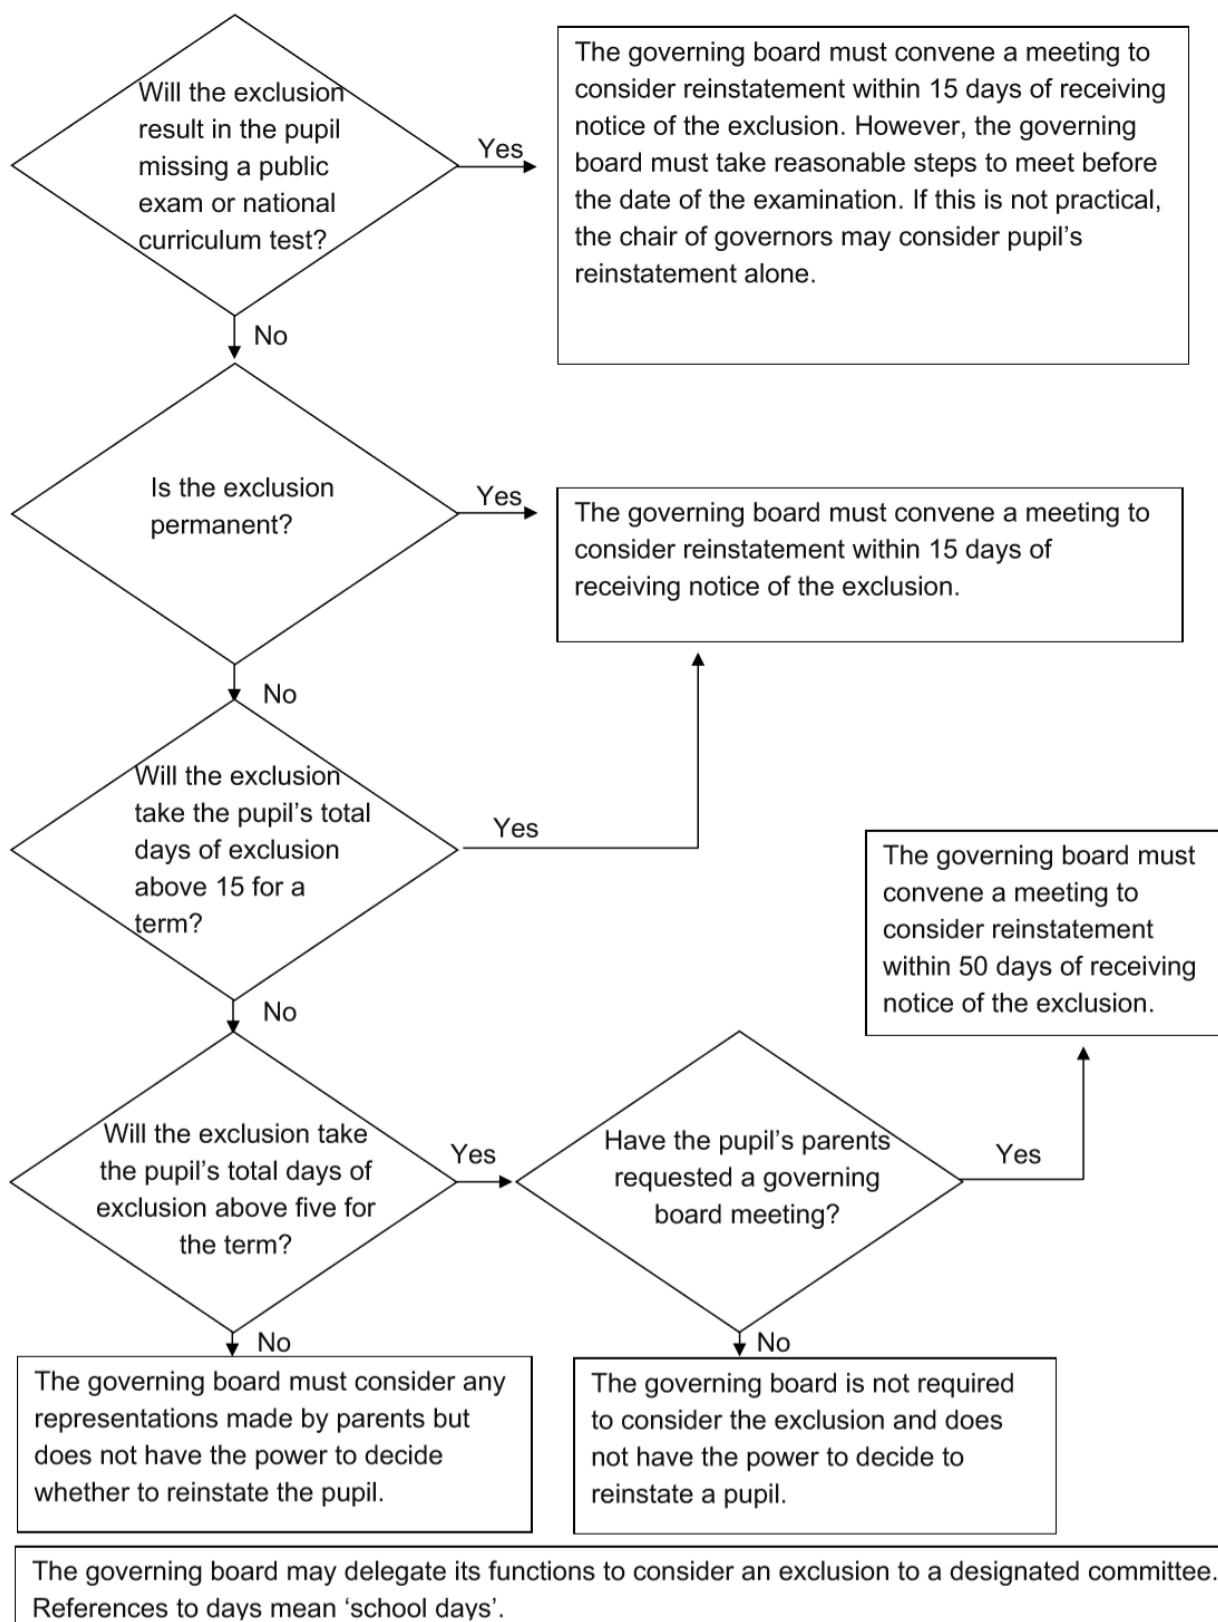 Will the exclusion
result in the pupil
missing a public
exam or national
curriculum test?
Yes
The governing board must convene a meeting to
consider reinstatement within 15 days of receiving
notice of the exclusion. However, the governing
board must take reasonable steps to meet before
the date of the examination. If this is not practical,
the chair of governors may consider pupil’s
reinstatement alone.
No
Is the exclusion
permanent?
Yes
The governing board must convene a meeting to
consider reinstatement within 15 days of
receiving notice of the exclusion.
No
Will the exclusion
take the pupil’s total
days of exclusion
above 15 for a
term?
Yes
The governing board must
convene a meeting to
consider reinstatement
within 50 days of receiving
notice of the exclusion.
No
Will the exclusion take
the pupil’s total days of
exclusion above five for
the term?
Yes
Have the pupil’s parents
requested a governing
board meeting?
Yes
No
The governing board must consider any
representations made by parents but
does not have the power to decide
whether to reinstate the pupil.
No
The governing board is not required
to consider the exclusion and does
not have the power to decide to
reinstate a pupil.
The governing board may delegate its functions to consider an exclusion to a designated committee.
References to days mean ‘school days’.